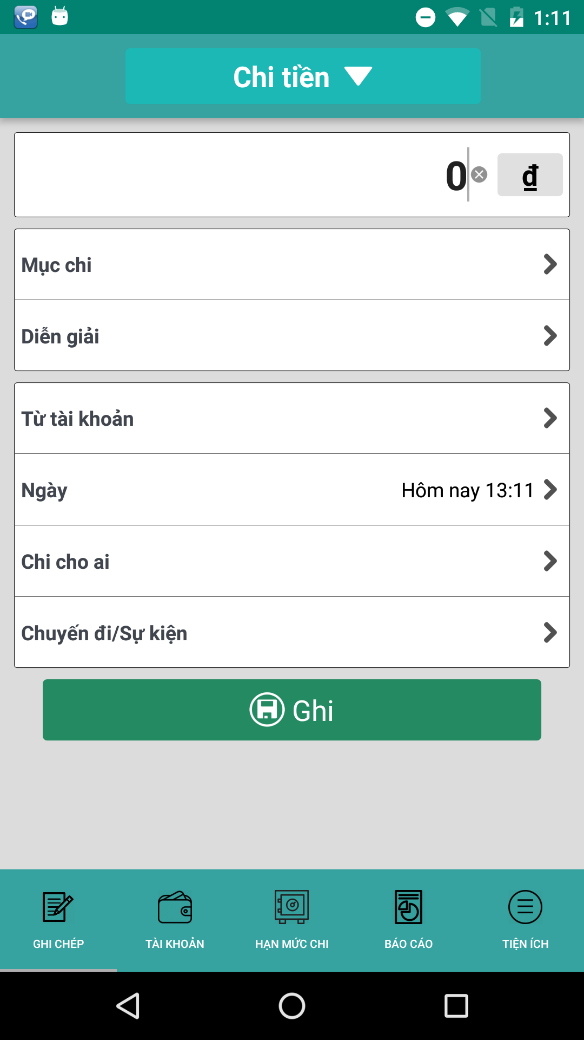 1:11
Chi tiền
0
đ
Mục chi
Diễn giải
Từ tài khoản
Ngày Hôm nay 13:11
Chi cho ai
Chuyến đi/Sự kiện
Ghi
GHI CHÉP TÀI KHOẢN HẠN MỨC CHI BÁO CÁO TIỆN ÍCH